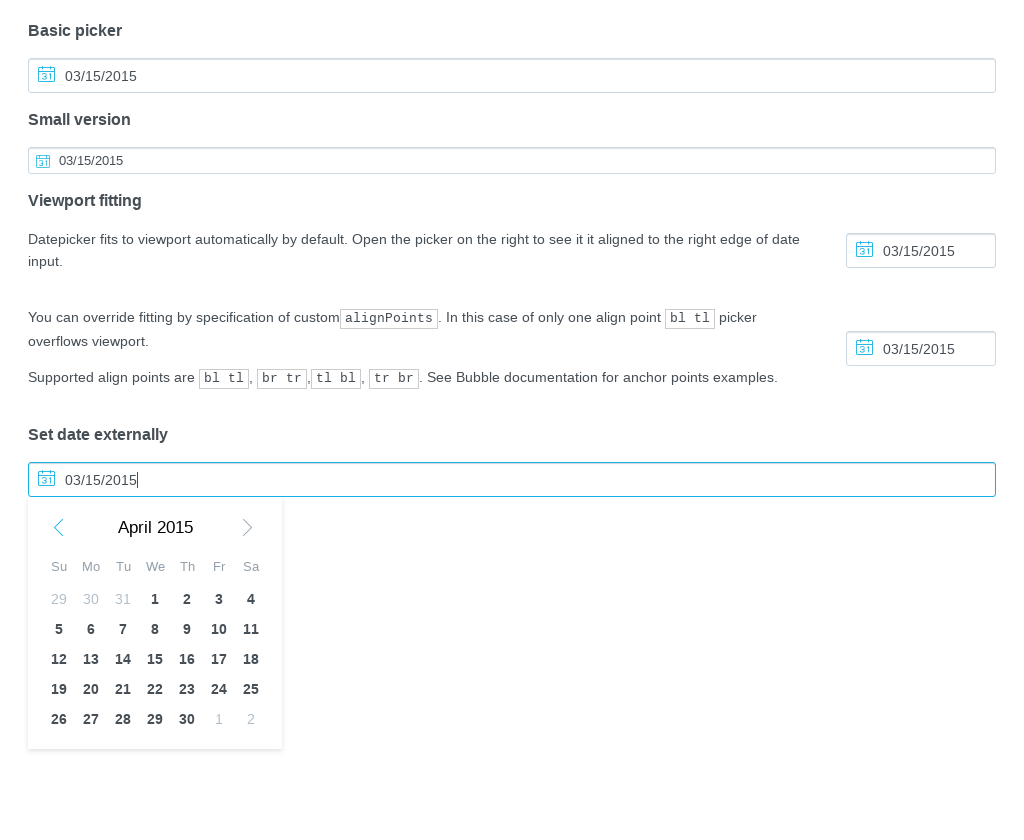 Basic picker
31 03/15/2015
Small version
31 03/15/2015
Viewport fitting
Datepicker fits to viewport automatically by default. Open the picker on the right to see it it aligned to the right edge of date
input.
31 03/15/2015
You can override fitting by specification of custom alignPoints. In this case of only one align point bl tl picker
overflows viewport.
31 03/15/2015
Supported align points are bl tl, br tr, tl bl, tr br. See Bubble documentation for anchor points examples.
Set date externally
31 03/15/2015
April 2015
Su Mo Tu We Th Fr Sa
29 30 31 1 2 3 4
5 6 7 8 9 10 11
12 13 14 15 16 17 18
19 20 21 22 23 24 25
26 27 28 29 30 1 2